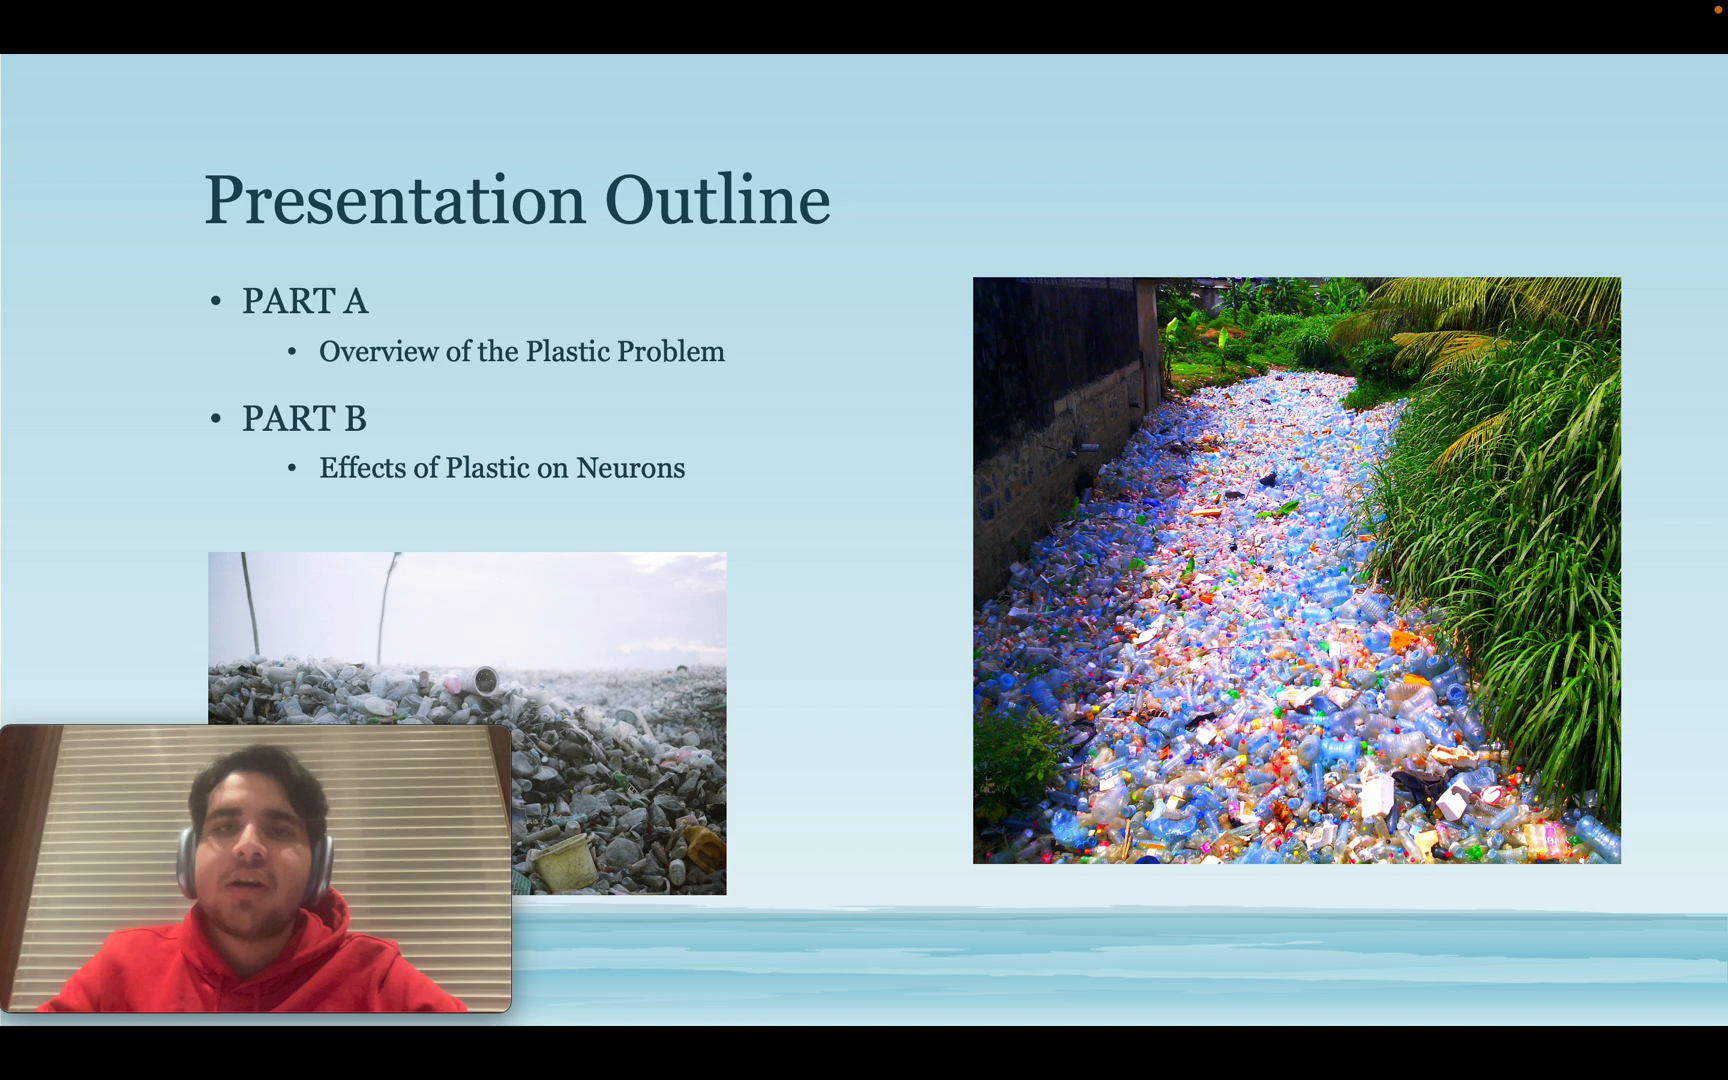 Presentation Outline
• PART A
• Overview of the Plastic Problem
• PART B
• Effects of Plastic on Neurons